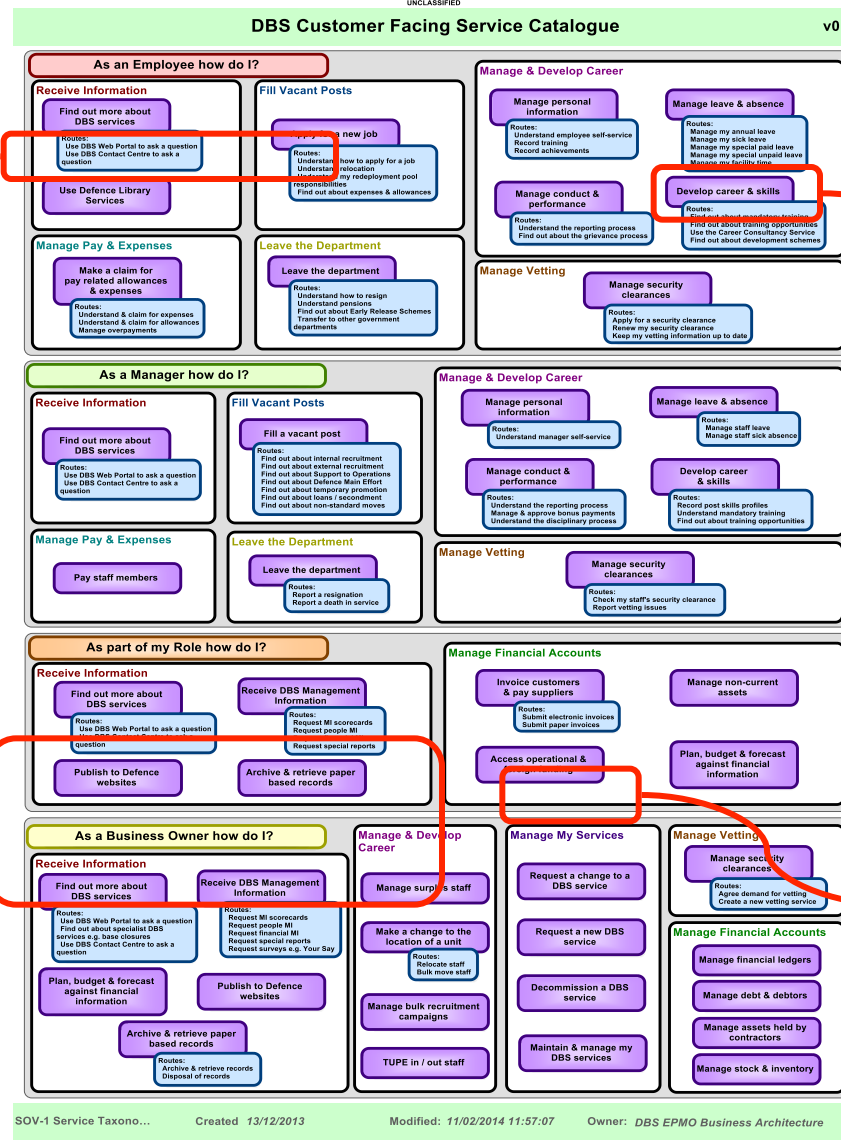 UNCLASSIFIED
DBS Customer Facing Service Catalogue
v0
As an Employee how do I?
Receive Information
Find out more about
DBS services
Routes:
Use DBS Web Portal to ask a question
Use DBS Contact Centre to ask a
question
Use Defence Library
Services
Fill Vacant Posts
Apply for a new job
Routes:
Understand how to apply for a job
Understand relocation
Understand my redeployment pool
responsibilities
Find out about expenses & allowances
Manage & Develop Career
Manage personal
information
Routes:
Understand employee self-service
Record training
Record achievements
Manage leave & absence
Routes:
Manage my annual leave
Manage my sick leave
Manage my special paid leave
Manage my special unpaid leave
Manage my facility time
Manage conduct &
performance
Routes:
Understand the reporting process
Find out about the grievance process
Develop career & skills
Routes:
Find out about mandatory training
Find out about training opportunities
Use the Career Consultancy Service
Find out about development schemes
Manage Pay & Expenses
Make a claim for
pay related allowances
& expenses
Routes:
Understand & claim for expenses
Understand & claim for allowances
Manage overpayments
Leave the Department
Leave the department
Routes:
Understand how to resign
Understand pensions
Find out about Early Release Schemes
Transfer to other government
departments
Manage Vetting
Manage security
clearances
Routes:
Apply for a security clearance
Renew my security clearance
Keep my vetting information up to date
As a Manager how do I?
Receive Information
Find out more about
DBS services
Routes:
Use DBS Web Portal to ask a question
Use DBS Contact Centre to ask a
question
Fill Vacant Posts
Fill a vacant post
Routes:
Find out about internal recruitment
Find out about external recruitment
Find out about Support to Operations
Find out about Defence Main Effort
Find out about temporary promotion
Find out about loans / secondment
Find out about non-standard moves
Manage & Develop Career
Manage personal
information
Routes:
Understand manager self-service
Manage leave & absence
Routes:
Manage staff leave
Manage staff sick absence
Manage conduct &
performance
Routes:
Understand the reporting process
Manage & approve bonus payments
Understand the disciplinary process
Develop career
& skills
Routes:
Record post skills profiles
Understand mandatory training
Find out about training opportunities
Manage Pay & Expenses
Pay staff members
Leave the Department
Leave the department
Routes:
Report a resignation
Report a death in service
Manage Vetting
Manage security
clearances
Routes:
Check my staff's security clearance
Report vetting issues
As part of my Role how do I?
Receive Information
Find out more about
DBS services
Routes:
Use DBS Web Portal to ask a question
question
Receive DBS Management
Information
Routes:
Request MI scorecards
Request people MI
Request special reports
Publish to Defence
websites
Archive & retrieve paper
based records
Manage Financial Accounts
Invoice customers
& pay suppliers
Routes:
Submit electronic invoices
Submit paper invoices
Manage non-current
assets
Access operational &
Plan, budget & forecast
against financial
information
As a Business Owner how do I?
Receive Information
Find out more about
DBS services
Routes:
Use DBS Web Portal to ask a question
Find out about specialist DBS
services e.g. base closures
Use DBS Contact Centre to ask a
question
Receive DBS Management
Information
Routes:
Request MI scorecards
Request people MI
Request financial MI
Request special reports
Request surveys e.g. Your Say
Plan, budget & forecast
against financial
information
Publish to Defence
websites
Archive & retrieve paper
based records
Routes:
Archive & retrieve records
Disposal of records
Manage & Develop
Career
Manage surplus staff
Make a change to the
location of a unit
Routes:
Relocate staff
Bulk move staff
Manage bulk recruitment
campaigns
TUPE in / out staff
Manage My Services
Request a change to a
DBS service
Request a new DBS
service
Decommission a DBS
service
Maintain & manage my
DBS services
Manage Vetting
Manage security
clearances
Routes:
Agree demand for vetting
Create a new vetting service
Manage Financial Accounts
Manage financial ledgers
Manage debt & debtors
Manage assets held by
contractors
Manage stock & inventory
SOV-1 Service Taxono...
Created 13/12/2013
Modified: 11/02/2014 11:57:07
Owner: DBS EPMO Business Architecture